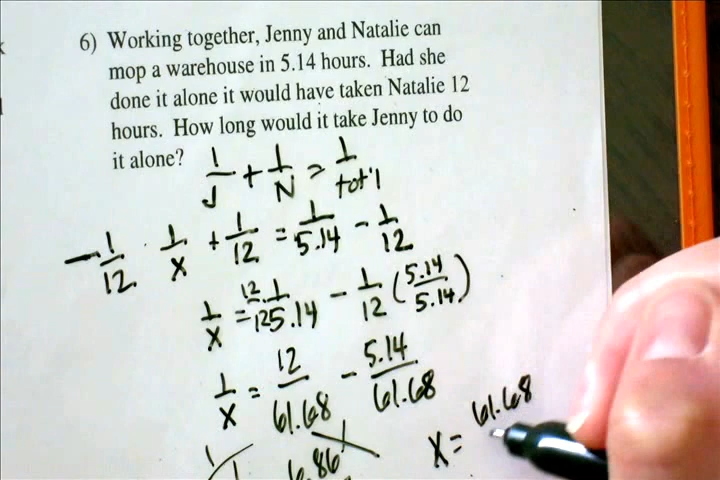 6) Working together, Jenny and Natalie can
mop a warehouse in 5.14 hours. Had she
done it alone it would have taken Natalie 12
hours. How long would it take Jenny to do
it alone?
1/J + 1/N = 1/tot'l
-1/12 · 1/x + 1/12 = 1/5.14 - 1/12
1/x = 12·1/12 5.14 - 1/12 (5.14/5.14)
1/x = 12/61.68 - 5.14/61.68
x = 61.68
6.86